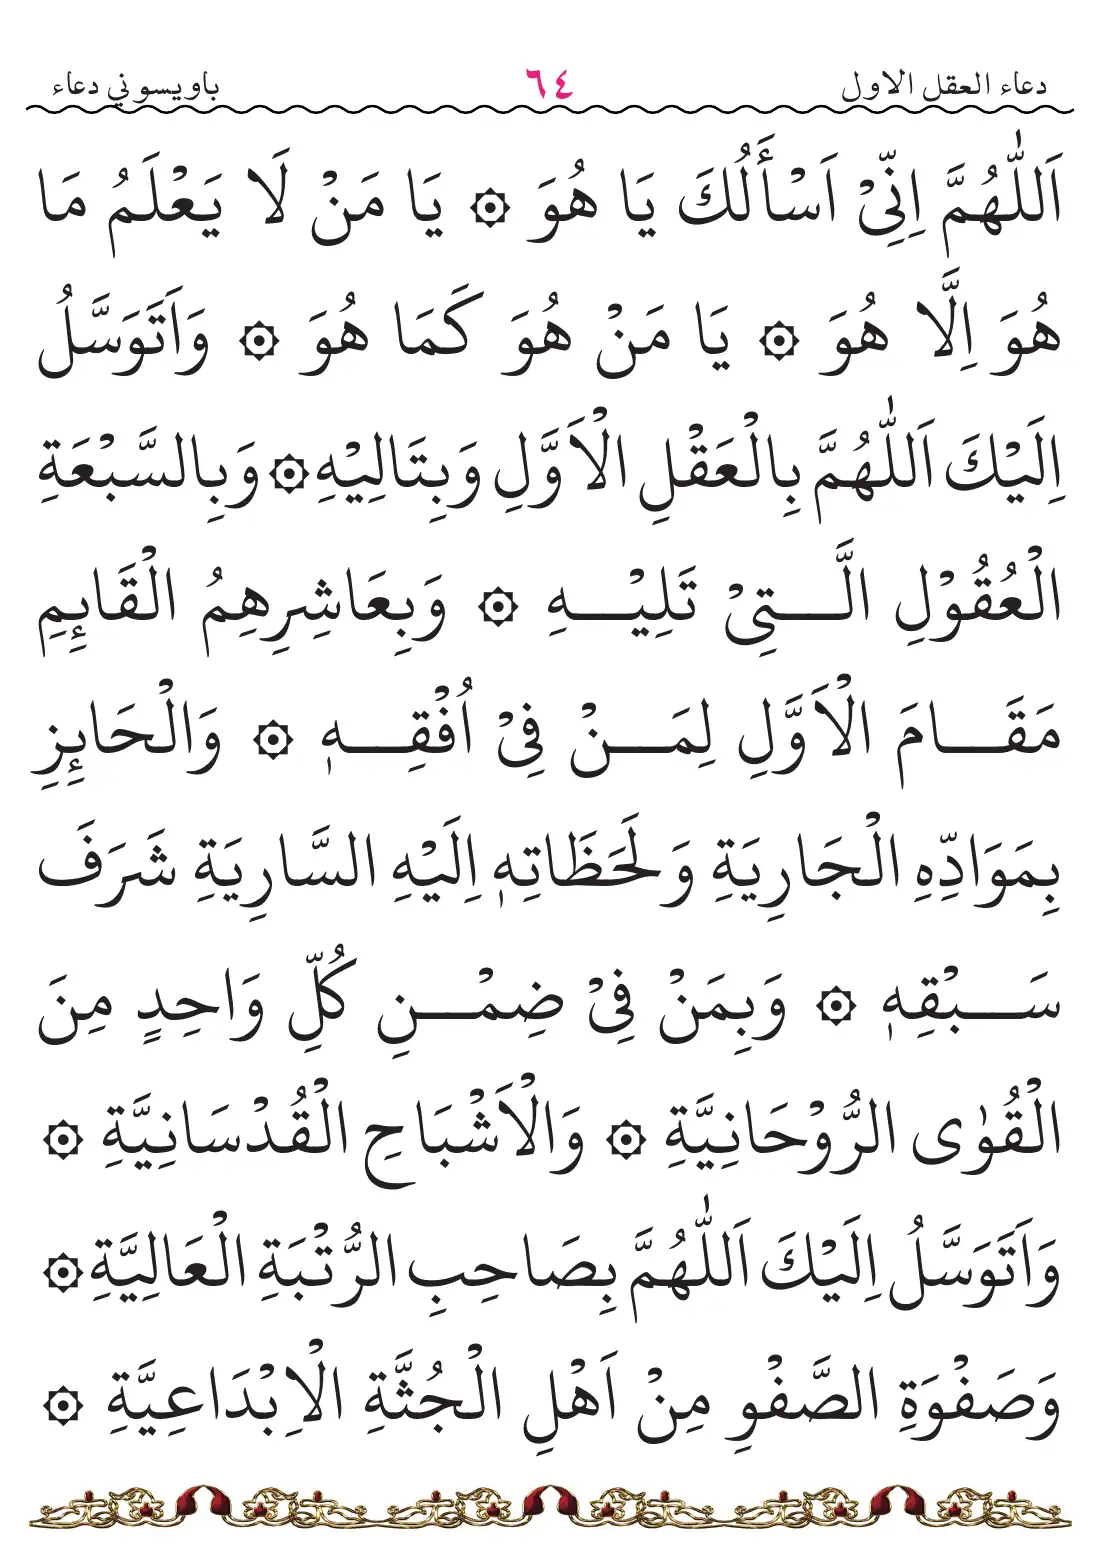 دعاء العقل الاول ٦٤ باويسوني دعاء
اَللّٰهُمَّ اِنِّيْ اَسْأَلُكَ يَا هُوَ ۞ يَا مَنْ لَا يَعْلَمُ مَا
هُوَ اِلَّا هُوَ ۞ يَا مَنْ هُوَ كَمَا هُوَ ۞ وَاَتَوَسَّلُ
اِلَيْكَ اَللّٰهُمَّ بِالْعَقْلِ الْاَوَّلِ وَبِتَالِيْهِ ۞ وَبِالسَّبْعَةِ
الْعُقُوْلِ الَّتِيْ تَلِيْهِ ۞ وَبِعَاشِرِهِمُ الْقَايِٕمِ
مَقَامَ الْاَوَّلِ لِمَنْ فِيْ اُفْقِهٖ ۞ وَالْحَايِٕزِ
بِمَوَادِّهِ الْجَارِيَةِ وَلَحَظَاتِهٖ اِلَيْهِ السَّارِيَةِ شَرَفَ
سَبْقِهٖ ۞ وَبِمَنْ فِيْ ضِمْنِ كُلِّ وَاحِدٍ مِنَ
الْقُوٰى الرُّوْحَانِيَّةِ ۞ وَالْاَشْبَاحِ الْقُدْسَانِيَّةِ ۞
وَاَتَوَسَّلُ اِلَيْكَ اَللّٰهُمَّ بِصَاحِبِ الرُّتْبَةِ الْعَالِيَّةِ ۞
وَصَفْوَةِ الصَّفْوِ مِنْ اَهْلِ الْجُثَّةِ الْاِبْدَاعِيَّةِ ۞